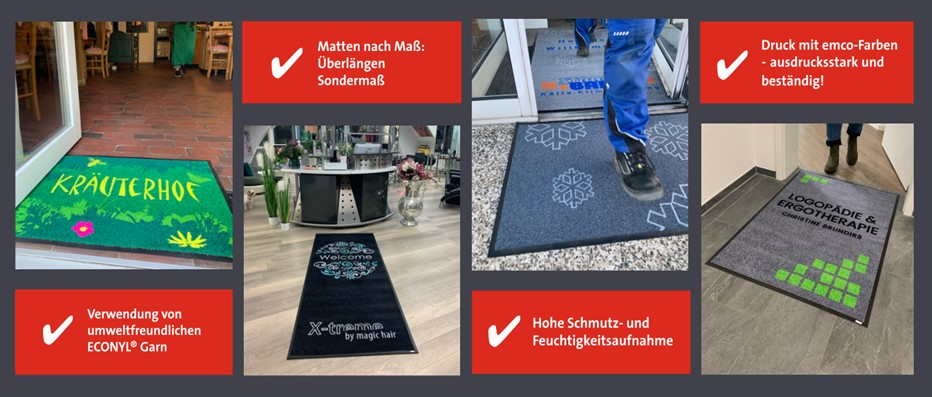 KRÄUTERHOF
Verwendung von
umweltfreundlichen
ECONYL® Garn
Matten nach Maß:
Überlängen
Sondermaß
Welcome
X-treme
by magic hair
Hohe Schmutz- und
Feuchtigkeitsaufnahme
Druck mit emco-Farben
- ausdrucksstark und
beständig!
LOGOPÄDIE &
ERGOTHERAPIE
CHRISTINE BRUNDIRS